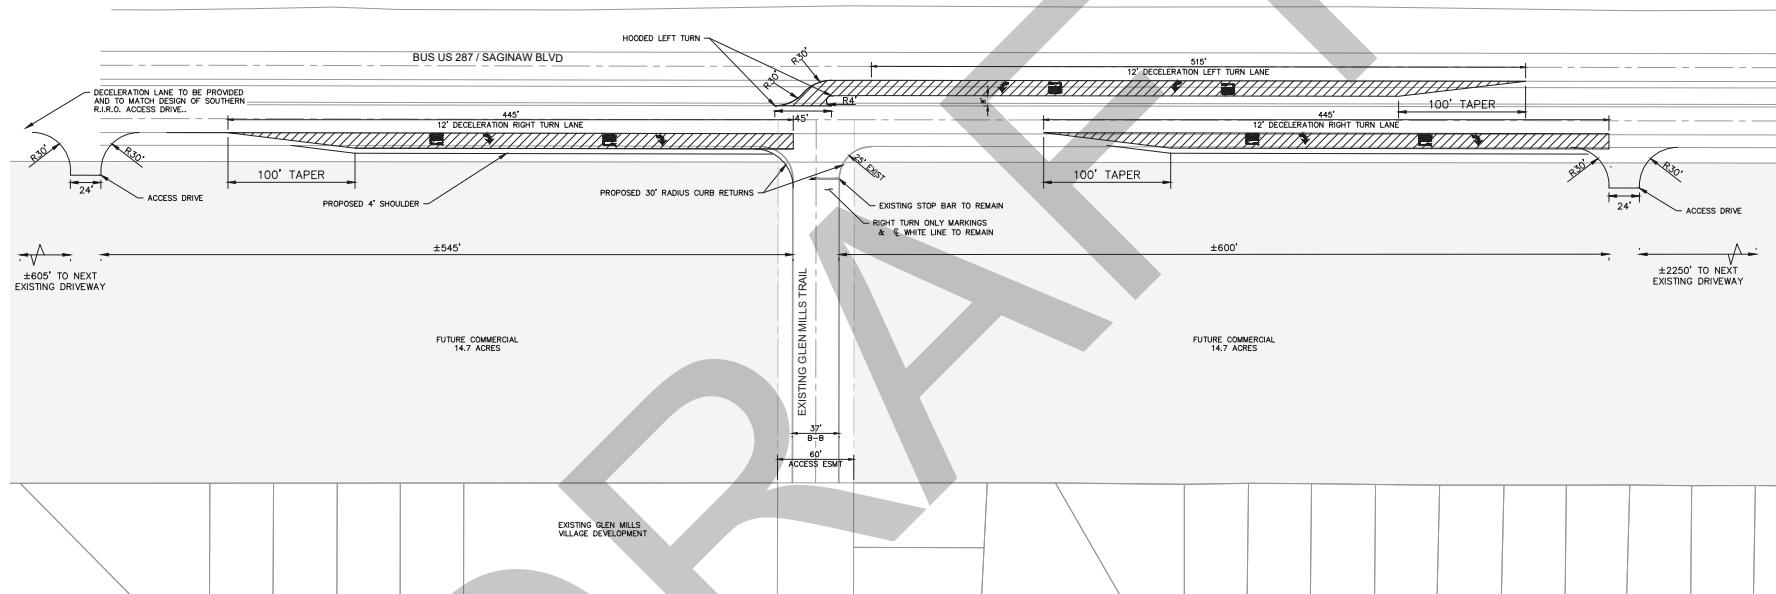 HOODED LEFT TURN
BUS US 287 / SAGINAW BLVD
R30'
R30'
515'
12' DECELERATION LEFT TURN LANE
DECELERATION LANE TO BE PROVIDED
AND TO MATCH DESIGN OF SOUTHERN
R.I.R.O. ACCESS DRIVE..
R4'
100' TAPER
445'
12' DECELERATION RIGHT TURN LANE
45'
445'
12' DECELERATION RIGHT TURN LANE
R30'
R30'
25' EXIST
R30'
R30'
100' TAPER
100' TAPER
24'
ACCESS DRIVE
PROPOSED 4' SHOULDER
PROPOSED 30' RADIUS CURB RETURNS
EXISTING STOP BAR TO REMAIN
RIGHT TURN ONLY MARKINGS
& ℄ WHITE LINE TO REMAIN
24'
ACCESS DRIVE
±545'
±600'
±605' TO NEXT
EXISTING DRIVEWAY
±2250' TO NEXT
EXISTING DRIVEWAY
EXISTING GLEN MILLS TRAIL
FUTURE COMMERCIAL
14.7 ACRES
FUTURE COMMERCIAL
14.7 ACRES
37'
B-B
60'
ACCESS ESMT
EXISTING GLEN MILLS
VILLAGE DEVELOPMENT